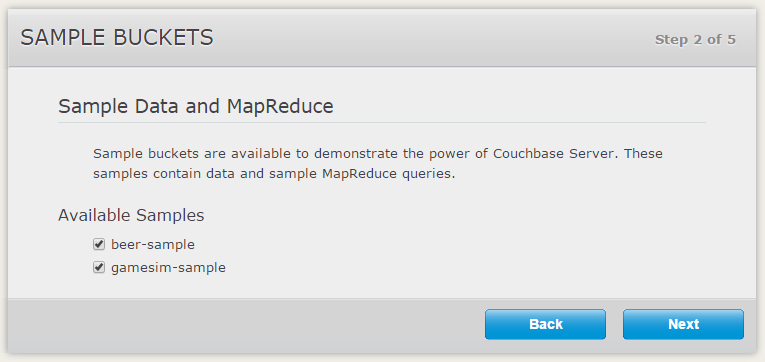 SAMPLE BUCKETS
Step 2 of 5
Sample Data and MapReduce
Sample buckets are available to demonstrate the power of Couchbase Server. These
samples contain data and sample MapReduce queries.
Available Samples
beer-sample
gamesim-sample
Back
Next